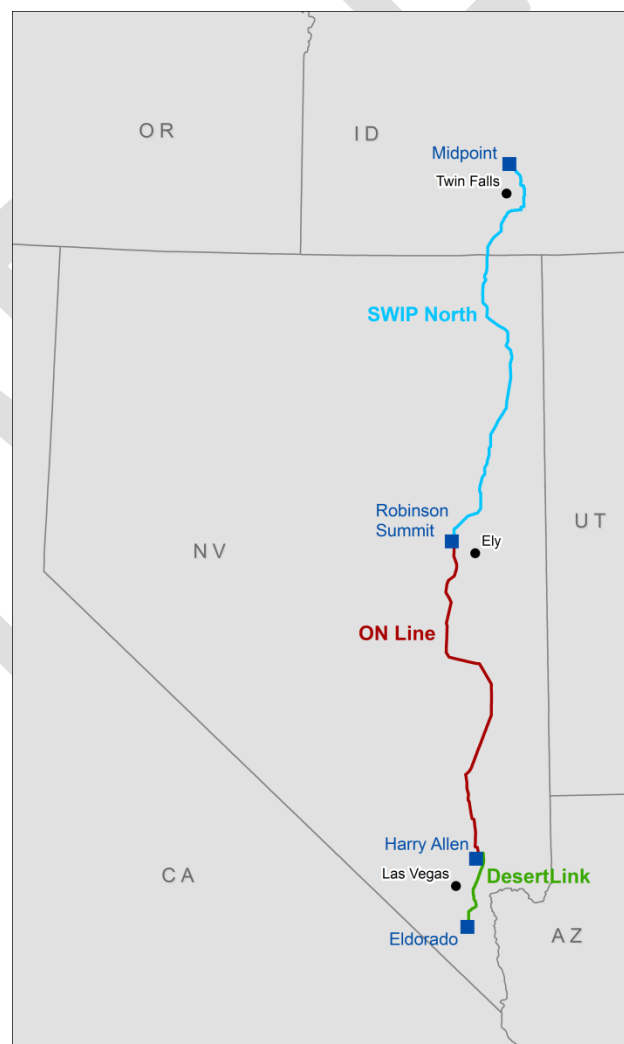 OR
ID
Midpoint
Twin Falls
SWIP North
Robinson
Summit
UT
Ely
NV
ON Line
Harry Allen
CA
Las Vegas
DesertLink
Eldorado
AZ